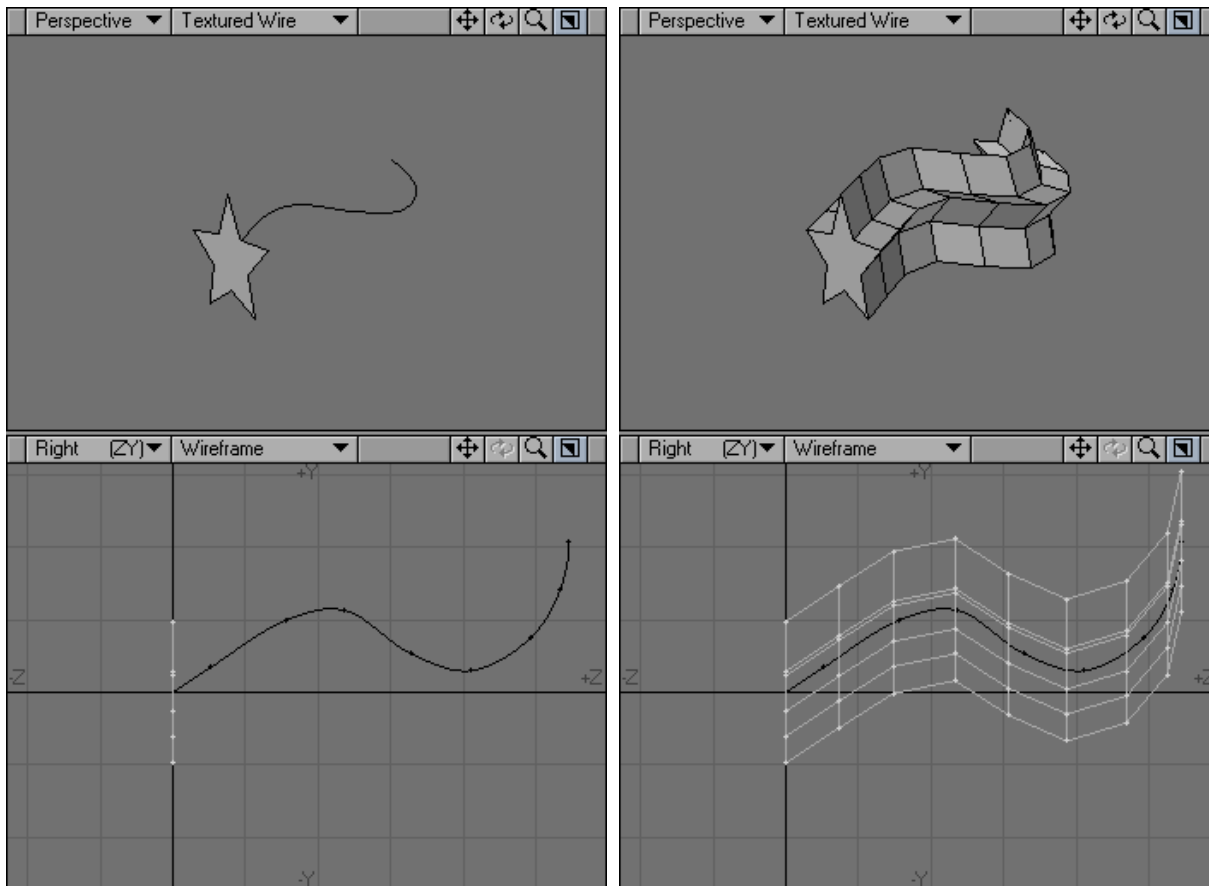 Perspective Textured Wire
Perspective Textured Wire
Right (ZY) Wireframe
+Y
-Z
+Z
-Y
Right (ZY) Wireframe
+Y
-Z
+Z
-Y